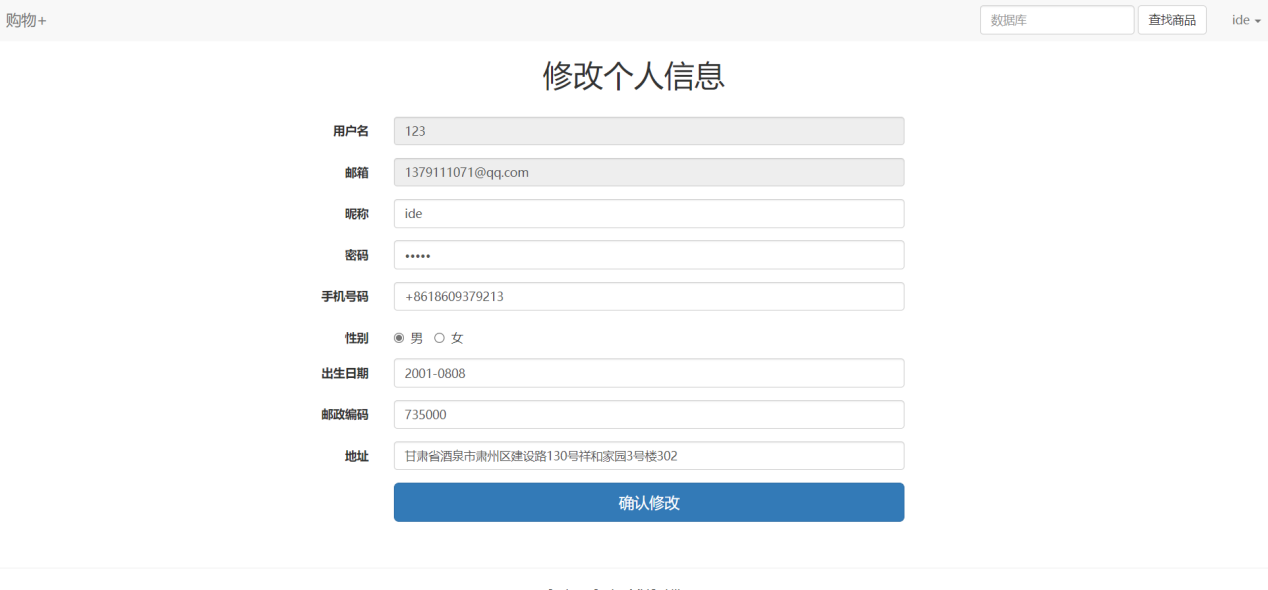 购物+ 数据库 查找商品 ide
修改个人信息
用户名 123
邮箱 1379111071@qq.com
昵称 ide
密码 •••••
手机号码 +8618609379213
性别 男 女
出生日期 2001-0808
邮政编码 735000
地址 甘肃省酒泉市肃州区建设路130号祥和家园3号楼302
确认修改